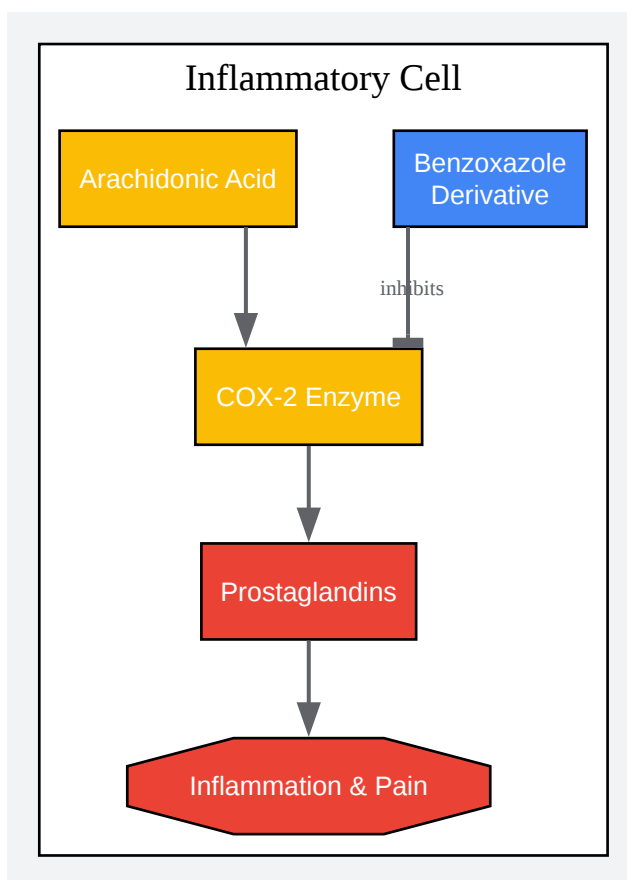 Inflammatory Cell
Arachidonic Acid
Benzoxazole
Derivative
inhibits
COX-2 Enzyme
Prostaglandins
Inflammation & Pain